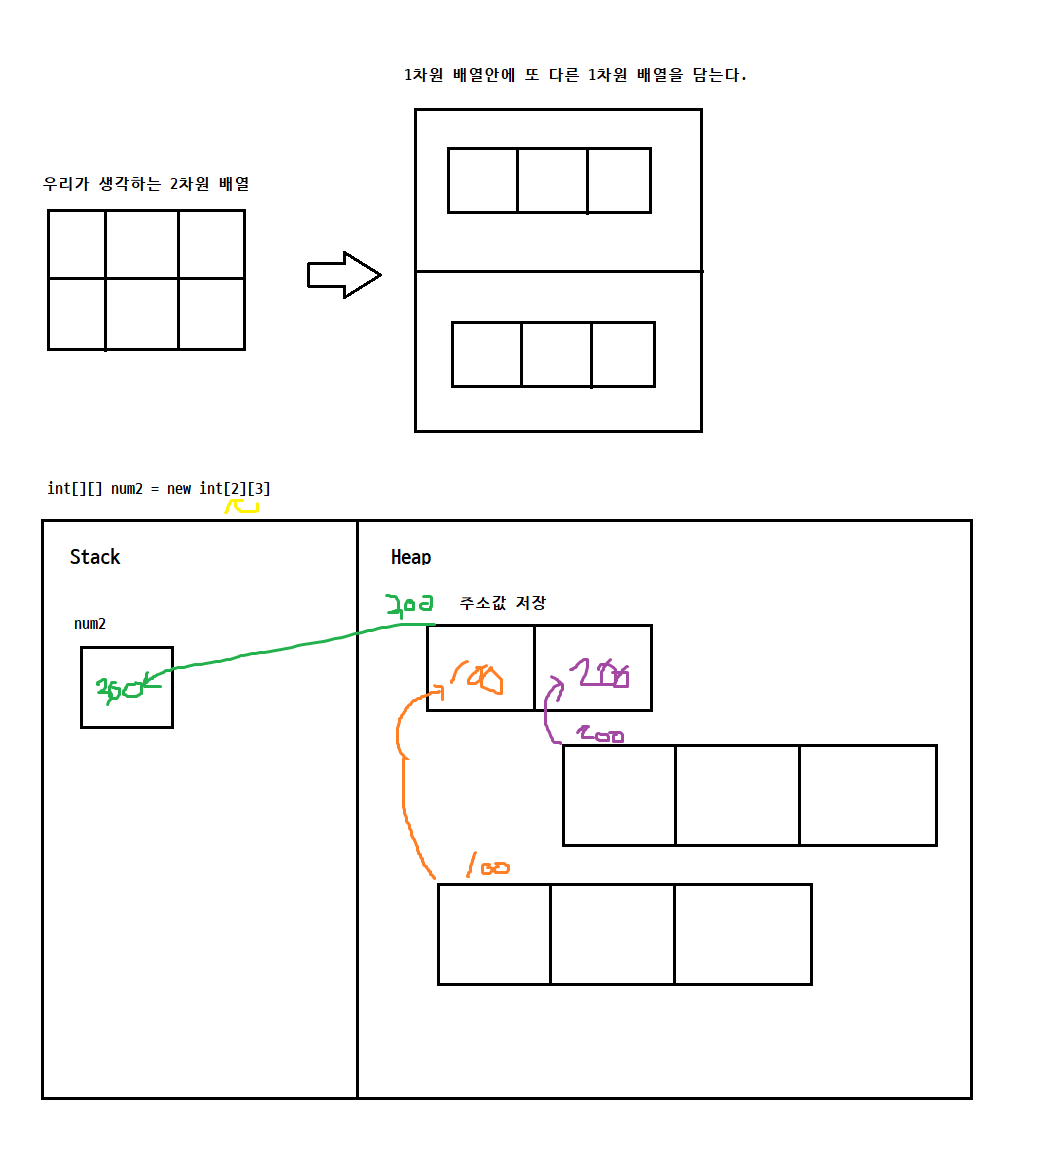 1차원 배열안에 또 다른 1차원 배열을 담는다.
우리가 생각하는 2차원 배열
int[][] num2 = new int[2][3]
Stack
Heap
300
주소값 저장
num2
300
100
200
200
100